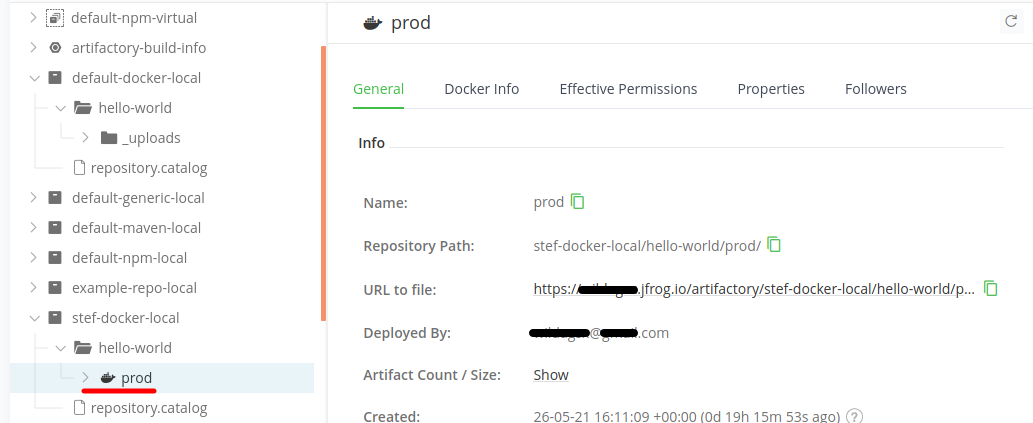 default-npm-virtual
artifactory-build-info
default-docker-local
hello-world
_uploads
repository.catalog
default-generic-local
default-maven-local
default-npm-local
example-repo-local
stef-docker-local
hello-world
prod
repository.catalog
prod
General Docker Info Effective Permissions Properties Followers
Info
Name: prod
Repository Path: stef-docker-local/hello-world/prod/
URL to file: https:/ .jfrog.io/artifactory/stef-docker-local/hello-world/p...
Deployed By: @ .com
Artifact Count / Size: Show
Created: 26-05-21 16:11:09 +00:00 (0d 19h 15m 53s ago) ?